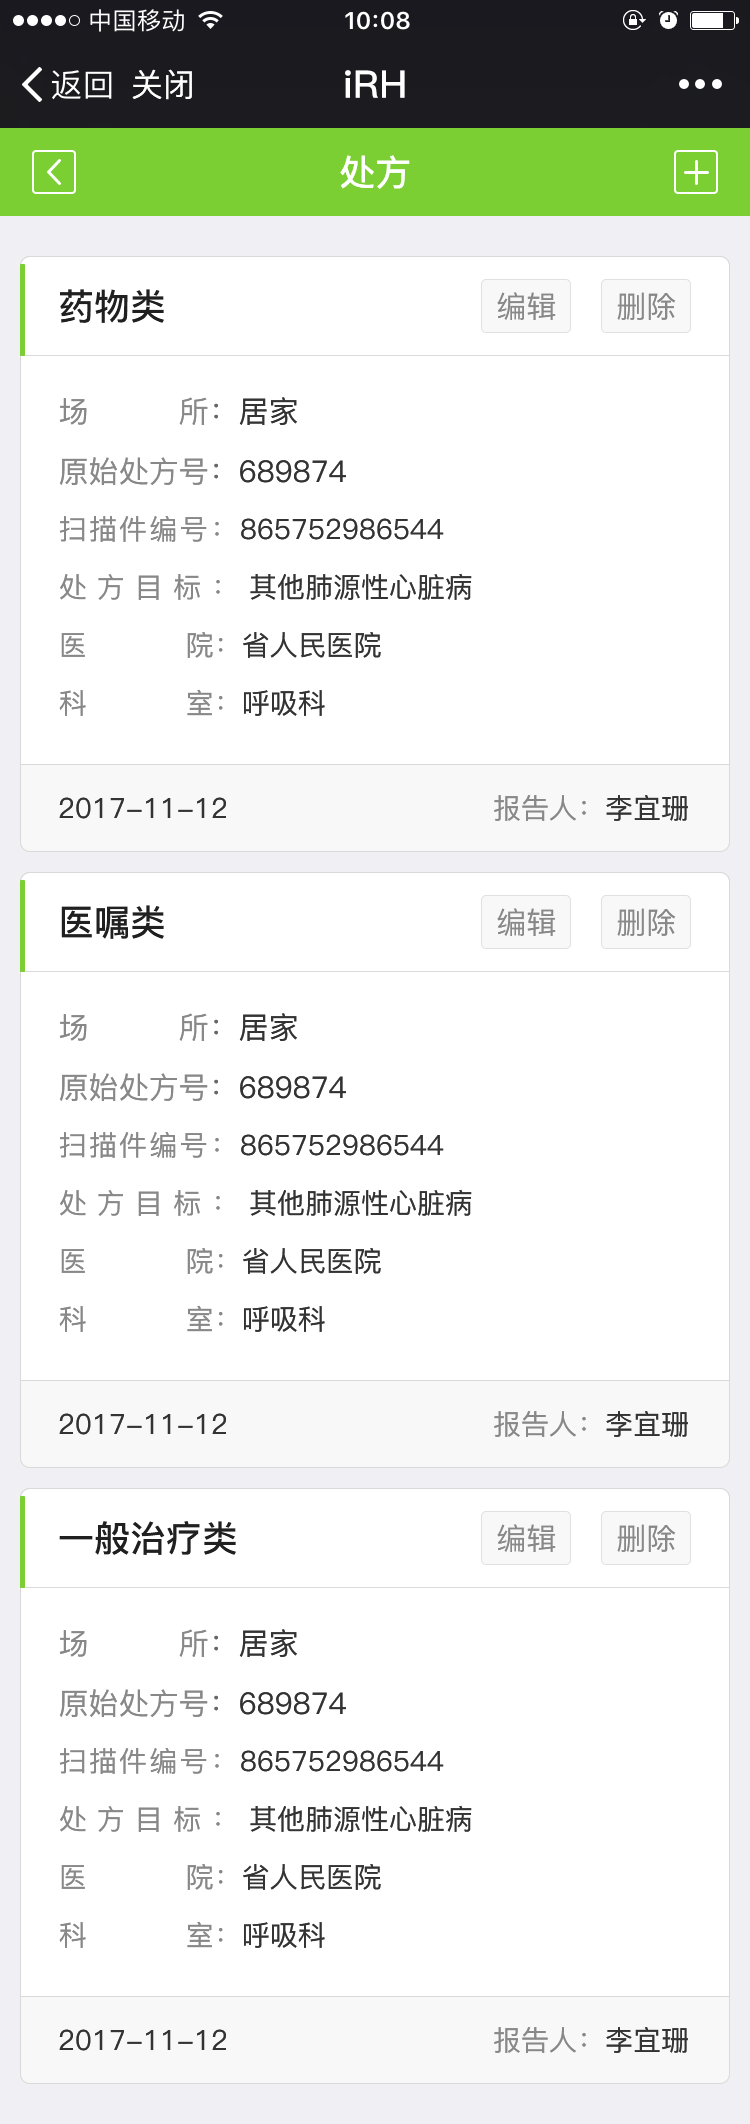 中国移动 10:08
返回 关闭 iRH
处方
药物类 编辑 删除
场 所：居家
原始处方号：689874
扫描件编号：865752986544
处方目标：其他肺源性心脏病
医 院：省人民医院
科 室：呼吸科
2017-11-12 报告人：李宜珊
医嘱类 编辑 删除
场 所：居家
原始处方号：689874
扫描件编号：865752986544
处方目标：其他肺源性心脏病
医 院：省人民医院
科 室：呼吸科
2017-11-12 报告人：李宜珊
一般治疗类 编辑 删除
场 所：居家
原始处方号：689874
扫描件编号：865752986544
处方目标：其他肺源性心脏病
医 院：省人民医院
科 室：呼吸科
2017-11-12 报告人：李宜珊